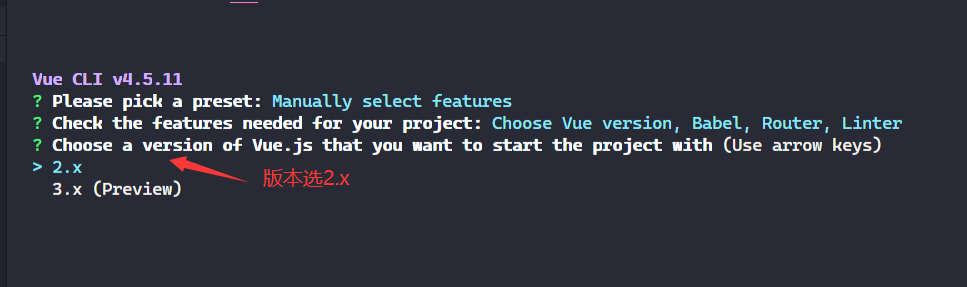 Vue CLI v4.5.11
? Please pick a preset: Manually select features
? Check the features needed for your project: Choose Vue version, Babel, Router, Linter
? Choose a version of Vue.js that you want to start the project with (Use arrow keys)
> 2.x
3.x (Preview)
版本选2.x